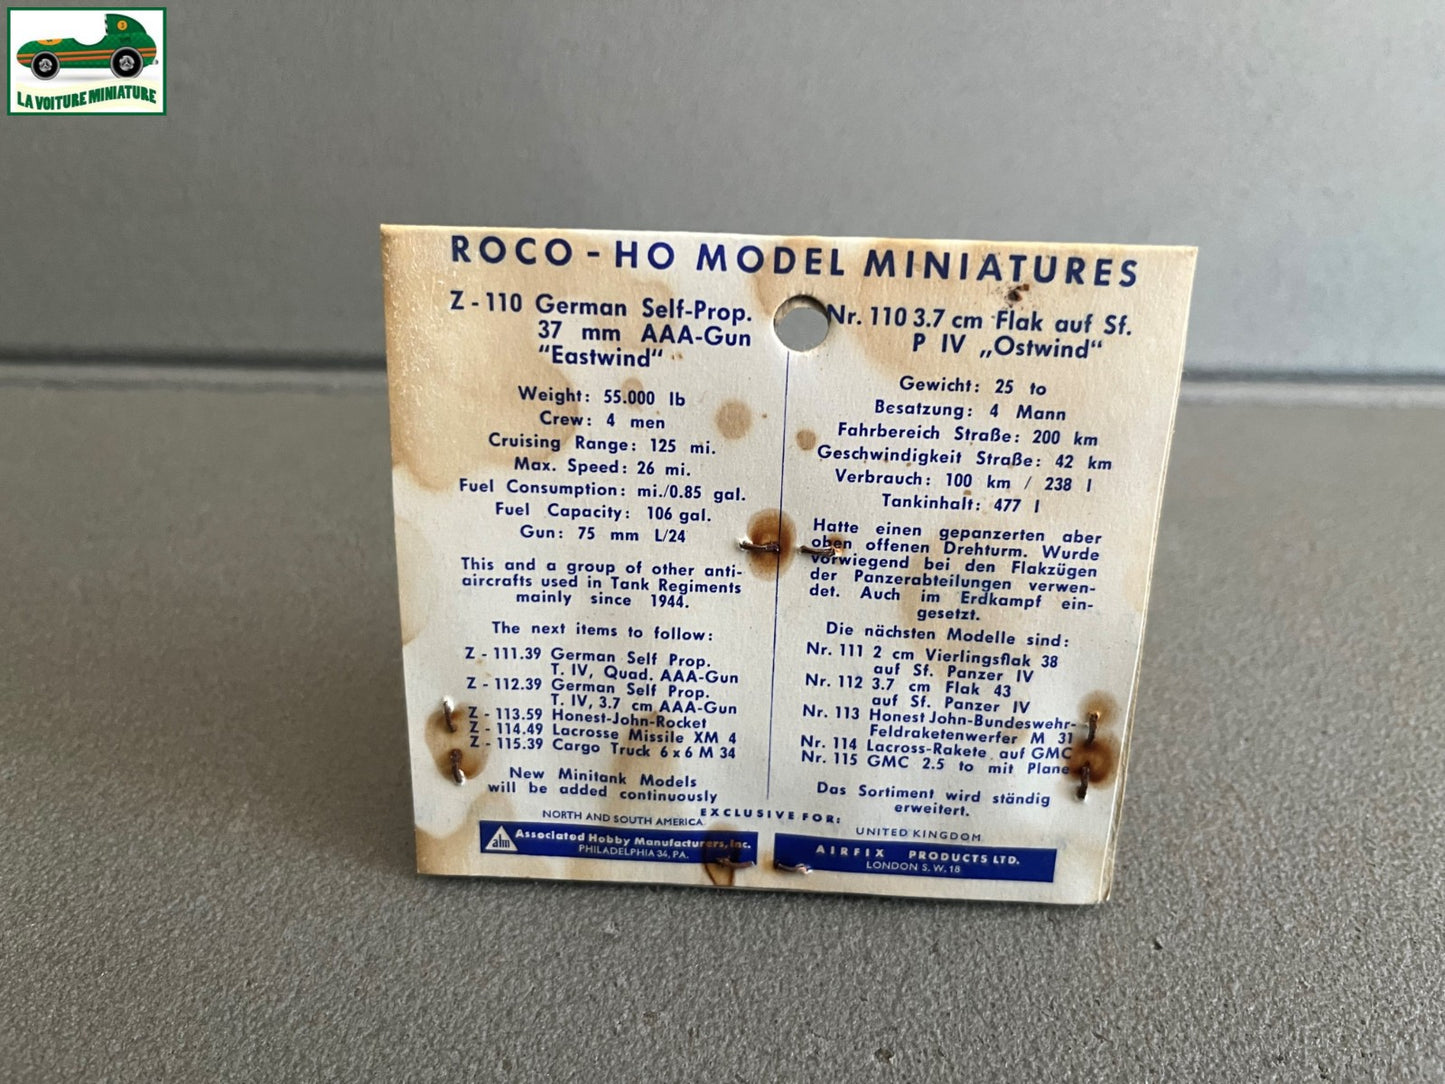 LA VOITURE MINIATURE
ROCO - HO MODEL MINIATURES
Z - 110 German Self-Prop.
37 mm AAA-Gun
"Eastwind"
Weight: 55.000 lb
Crew: 4 men
Cruising Range: 125 mi.
Max. Speed: 26 mi.
Fuel Consumption: mi./0.85 gal.
Fuel Capacity: 106 gal.
Gun: 75 mm L/24
This and a group of other anti-
aircrafts used in Tank Regiments
mainly since 1944.
The next items to follow:
Z - 111.39 German Self Prop.
T. IV, Quad. AAA-Gun
Z - 112.39 German Self Prop.
T. IV, 3.7 cm AAA-Gun
Z - 113.59 Honest-John-Rocket
Z - 114.49 Lacrosse Missile XM 4
Z - 115.39 Cargo Truck 6 x 6 M 34
New Minitank Models
will be added continuously
Nr. 110 3.7 cm Flak auf Sf.
P IV „Ostwind“
Gewicht: 25 to
Besatzung: 4 Mann
Fahrbereich Straße: 200 km
Geschwindigkeit Straße: 42 km
Verbrauch: 100 km / 238 l
Tankinhalt: 477 l
Hatte einen gepanzerten aber
oben offenen Drehturm. Wurde
vorwiegend bei den Flakzügen
der Panzerabteilungen verwen-
det. Auch im Erdkampf ein-
gesetzt.
Die nächsten Modelle sind:
Nr. 111 2 cm Vierlingsflak 38
auf Sf. Panzer IV
Nr. 112 3.7 cm Flak 43
auf Sf. Panzer IV
Nr. 113 Honest John-Bundeswehr-
Feldraketenwerfer M 31
Nr. 114 Lacross-Rakete auf GMC
Nr. 115 GMC 2.5 to mit Plane
Das Sortiment wird ständig
erweitert.
EXCLUSIVE FOR:
NORTH AND SOUTH AMERICA
ahm Associated Hobby Manufacturers, Inc.
PHILADELPHIA 34, PA.
UNITED KINGDOM
AIRFIX PRODUCTS LTD.
LONDON S. W. 18